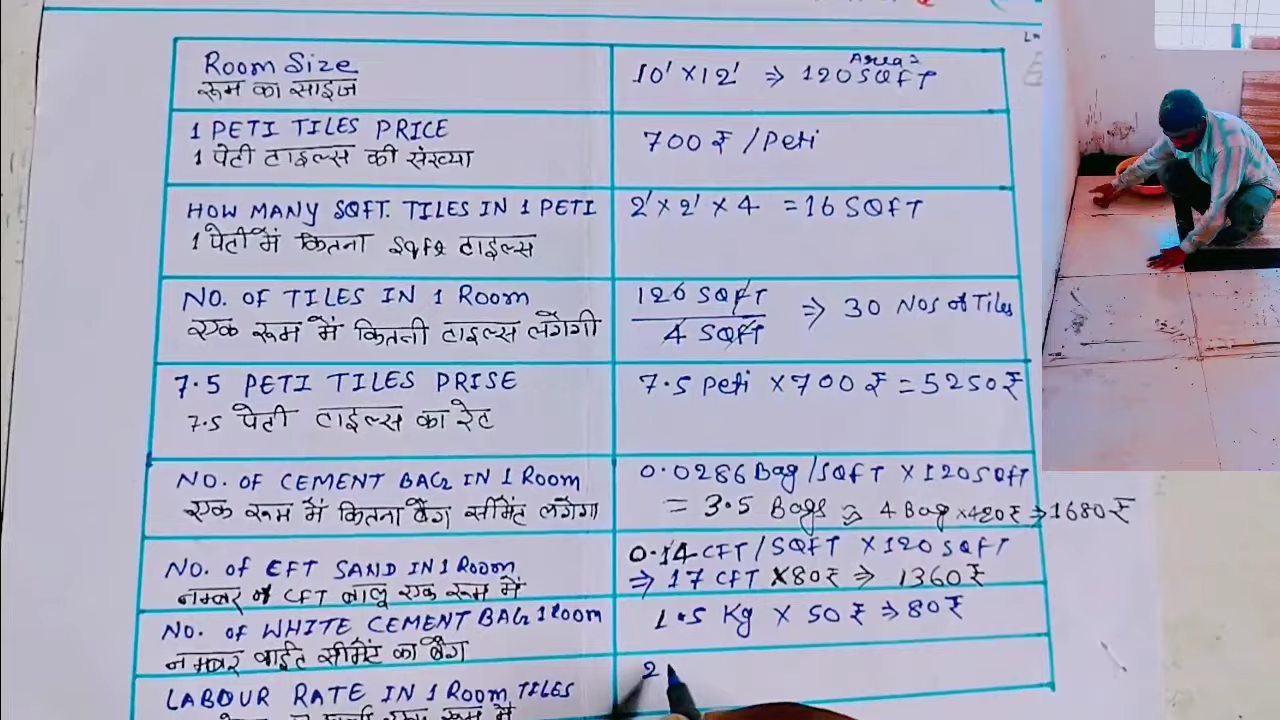 Room Size
रूम का साइज
Area=
10' × 12' ⇒ 120 SQFT
1 PETI TILES PRICE
1 पेटी टाइल्स की संख्या
700 ₹ / Peti
HOW MANY SQFT. TILES IN 1 PETI
1 पेटी में कितना Sqft टाइल्स
2' × 2' × 4 = 16 SQFT
NO. OF TILES IN 1 Room
एक रूम में कितनी टाइल्स लगेगी
120 SQFT
4 SQFT
⇒ 30 Nos of Tiles
7.5 PETI TILES PRISE
7.5 पेटी टाइल्स का रेट
7.5 Peti × 700 ₹ = 5250 ₹
NO. OF CEMENT BAG IN 1 Room
एक रूम में कितना बैग सीमेंट लगेगा
0.0286 Bag/SQFT × 120 SQFT
= 3.5 Bags ≈ 4 Bag × 420 ₹ ⇒ 1680 ₹
NO. of CFT SAND IN 1 Room
नम्बर of CFT बालू एक रूम में
0.14 CFT/SQFT × 120 SQFT
⇒ 17 CFT × 80 ₹ ⇒ 1360 ₹
NO. of WHITE CEMENT BAG 1 Room
नम्बर वाईट सीमेंट का बैग
1.5 Kg × 50 ₹ ⇒ 80 ₹
LABOUR RATE IN 1 Room TILES
एक रूम में
2